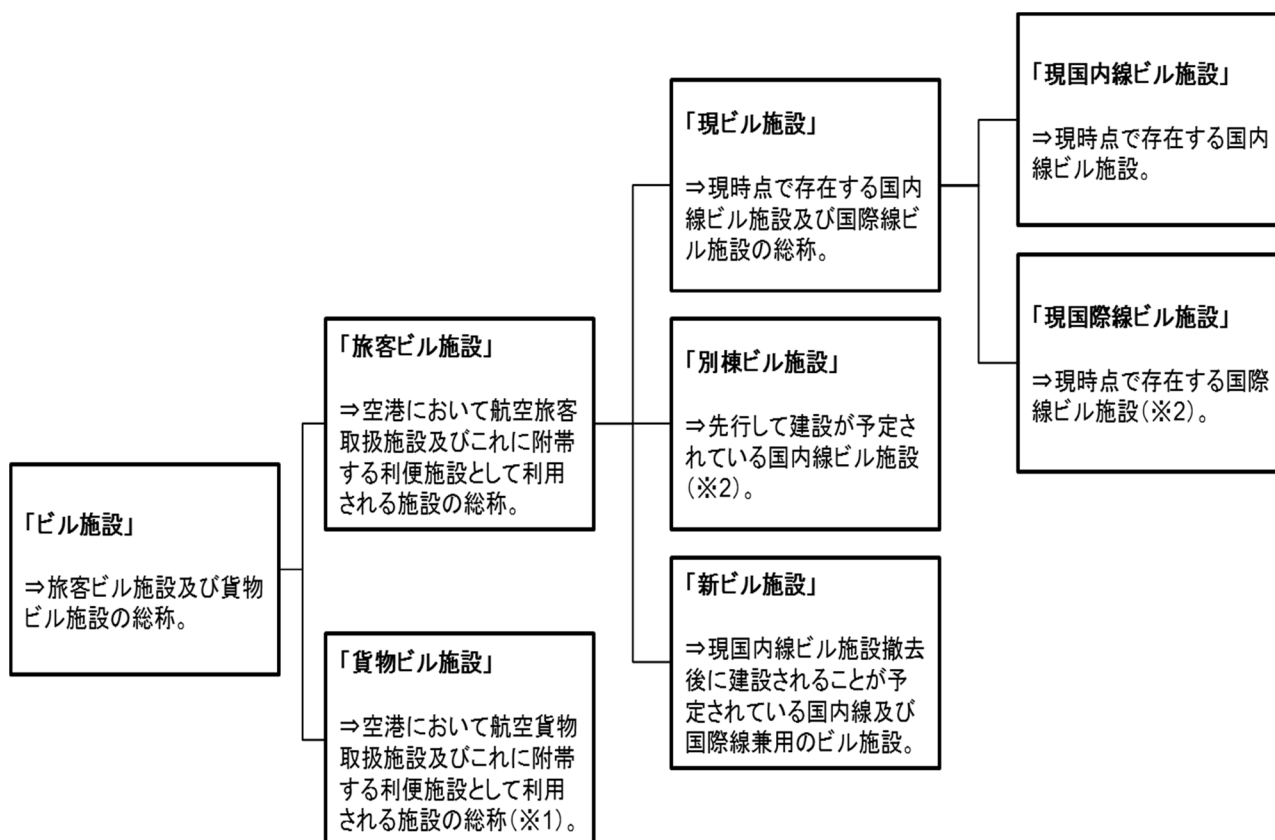 「ビル施設」
⇒旅客ビル施設及び貨物
ビル施設の総称。
「旅客ビル施設」
⇒空港において航空旅客
取扱施設及びこれに附帯
する利便施設として利用
される施設の総称。
「貨物ビル施設」
⇒空港において航空貨物
取扱施設及びこれに附帯
する利便施設として利用
される施設の総称(※1)。
「現ビル施設」
⇒現時点で存在する国内
線ビル施設及び国際線ビ
ル施設の総称。
「別棟ビル施設」
⇒先行して建設が予定さ
れている国内線ビル施設
(※2)。
「新ビル施設」
⇒現国内線ビル施設撤去
後に建設されることが予
定されている国内線及び
国際線兼用のビル施設。
「現国内線ビル施設」
⇒現時点で存在する国内
線ビル施設。
「現国際線ビル施設」
⇒現時点で存在する国際
線ビル施設(※2)。